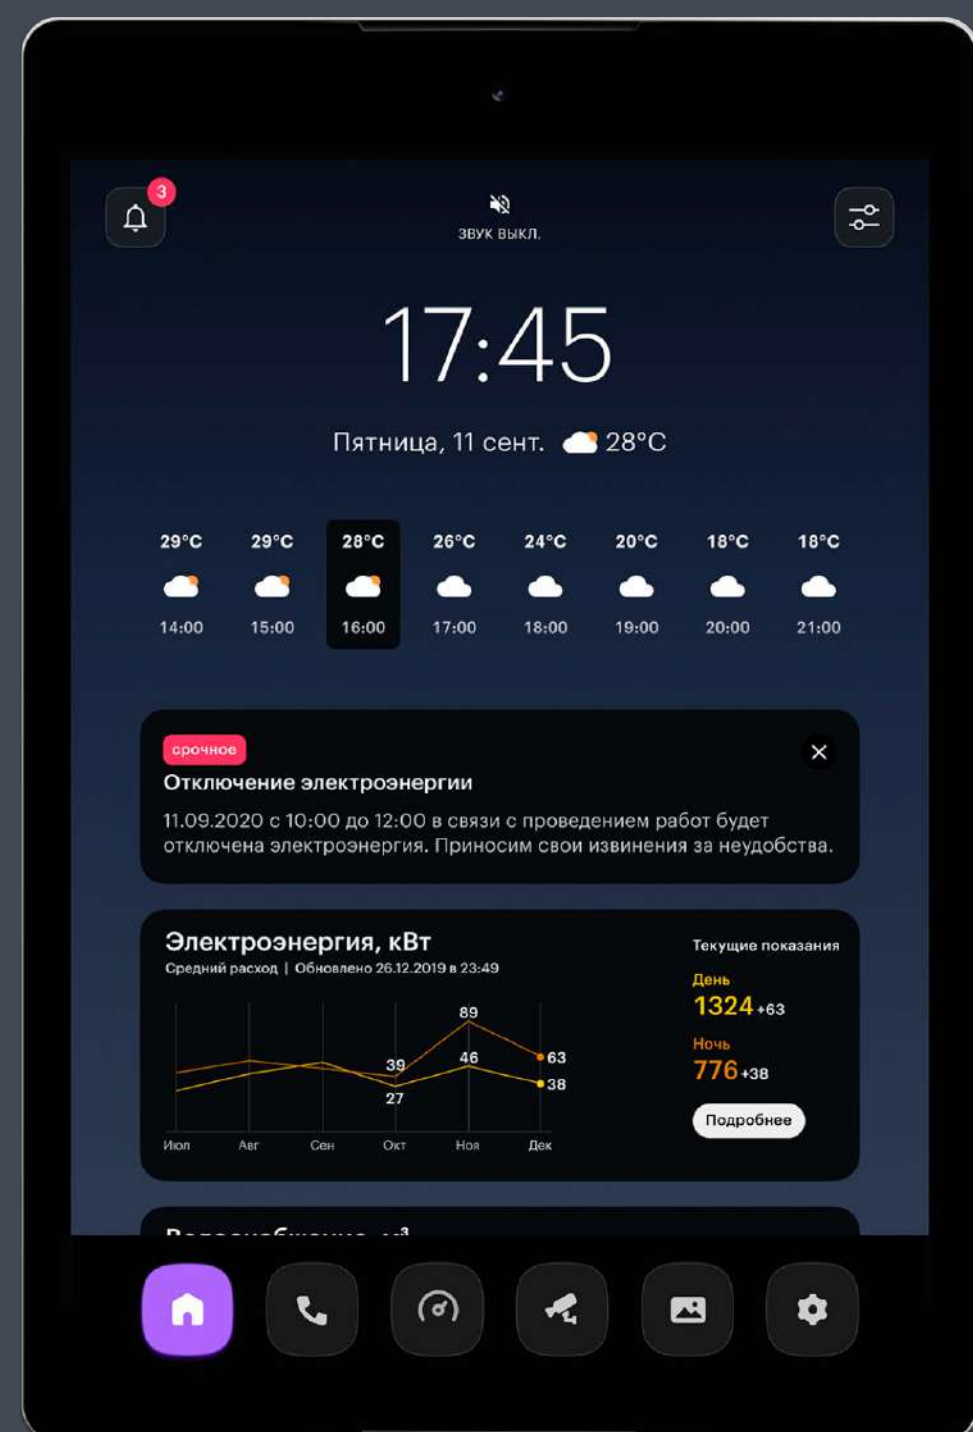 3
ЗВУК ВЫКЛ.
17:45
Пятница, 11 сент. 28°C
29°C 29°C 28°C 26°C 24°C 20°C 18°C 18°C
14:00 15:00 16:00 17:00 18:00 19:00 20:00 21:00
срочное
Отключение электроэнергии
11.09.2020 с 10:00 до 12:00 в связи с проведением работ будет
отключена электроэнергия. Приносим свои извинения за неудобства.
Электроэнергия, кВт
Средний расход | Обновлено 26.12.2019 в 23:49
89
39
46
63
38
27
Июл Авг Сен Окт Ноя Дек
Текущие показания
День
1324 +63
Ночь
776 +38
Подробнее